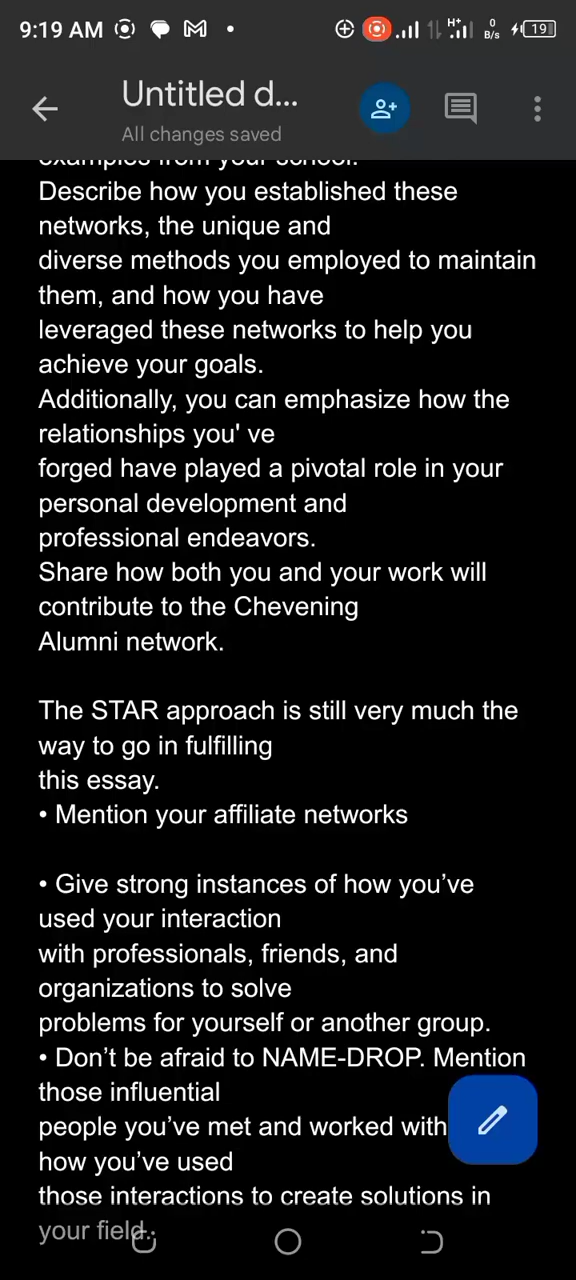 9:19 AM
H+
0
B/s
19
Untitled d...
All changes saved
examples from your school.
Describe how you established these
networks, the unique and
diverse methods you employed to maintain
them, and how you have
leveraged these networks to help you
achieve your goals.
Additionally, you can emphasize how the
relationships you' ve
forged have played a pivotal role in your
personal development and
professional endeavors.
Share how both you and your work will
contribute to the Chevening
Alumni network.
The STAR approach is still very much the
way to go in fulfilling
this essay.
• Mention your affiliate networks
• Give strong instances of how you’ve
used your interaction
with professionals, friends, and
organizations to solve
problems for yourself or another group.
• Don’t be afraid to NAME-DROP. Mention
those influential
people you’ve met and worked with
how you’ve used
those interactions to create solutions in
your field.